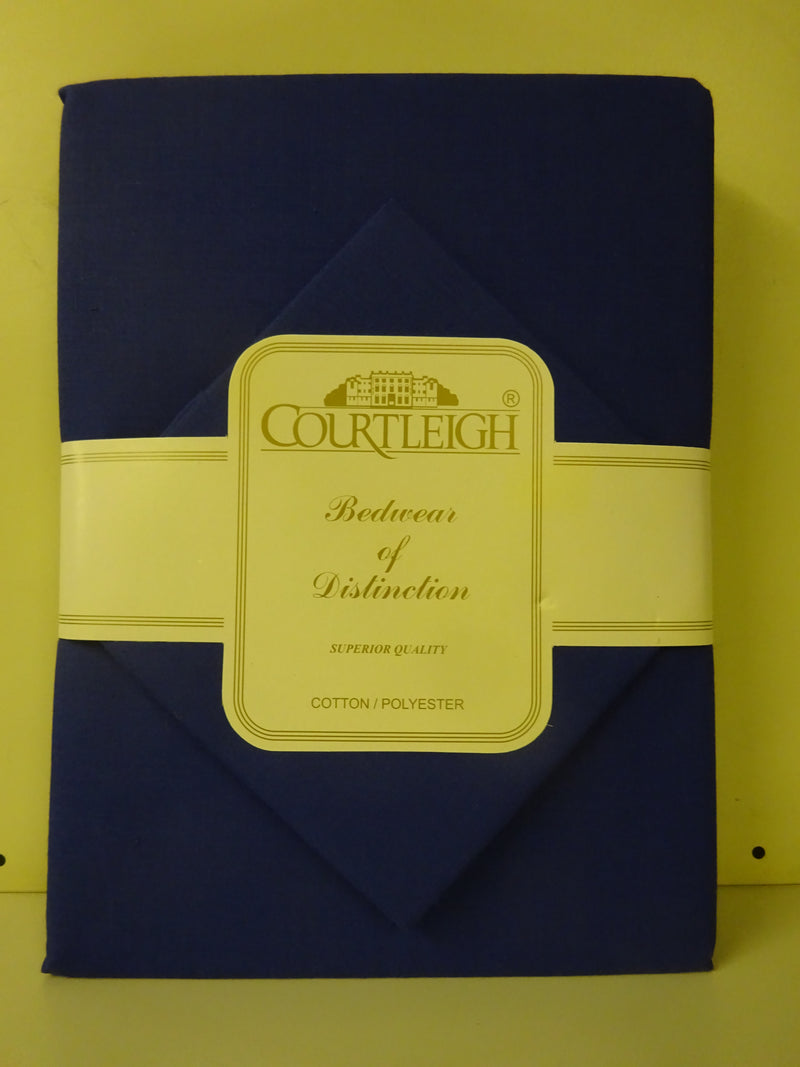 COURTLEIGH ®
Bedwear
of
Distinction
SUPERIOR QUALITY
COTTON / POLYESTER